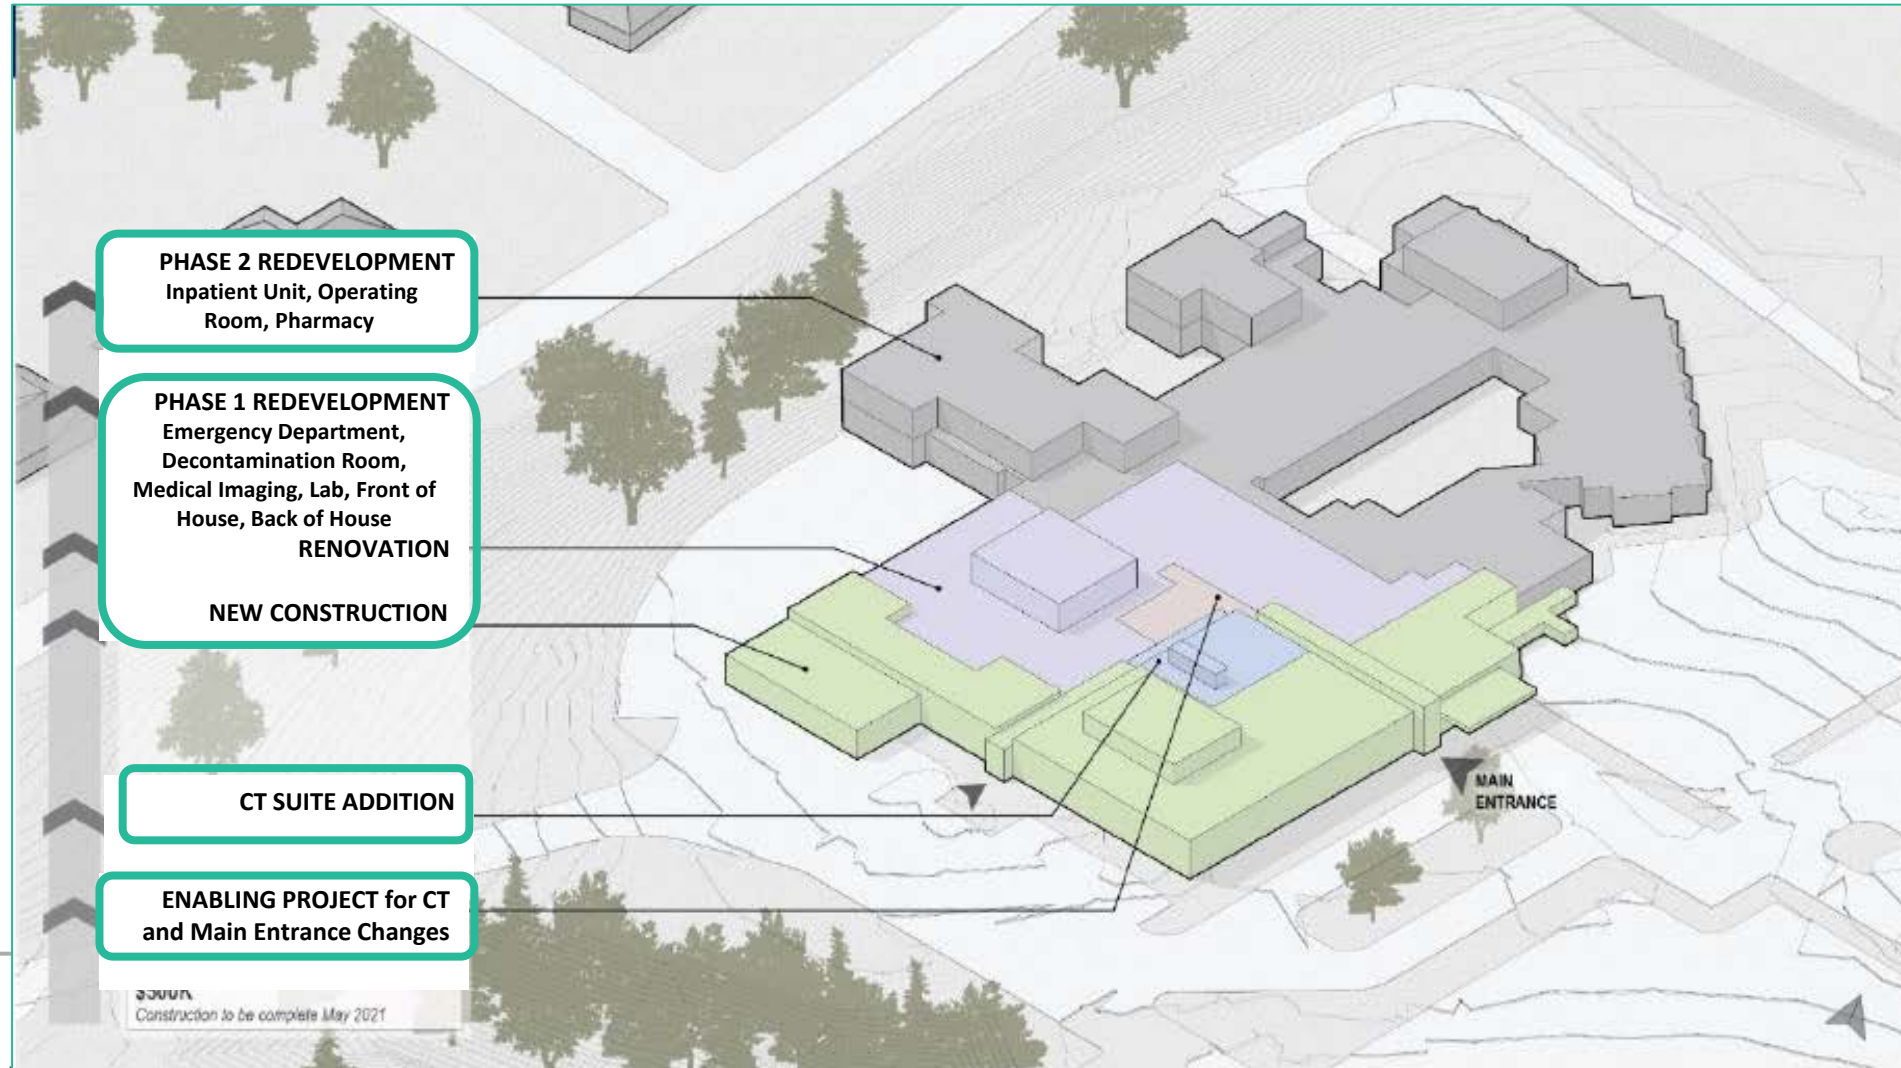 PHASE 2 REDEVELOPMENT
Inpatient Unit, Operating
Room, Pharmacy
PHASE 1 REDEVELOPMENT
Emergency Department,
Decontamination Room,
Medical Imaging, Lab, Front of
House, Back of House
RENOVATION
NEW CONSTRUCTION
CT SUITE ADDITION
ENABLING PROJECT for CT
and Main Entrance Changes
$500K
Construction to be complete May 2021
MAIN
ENTRANCE